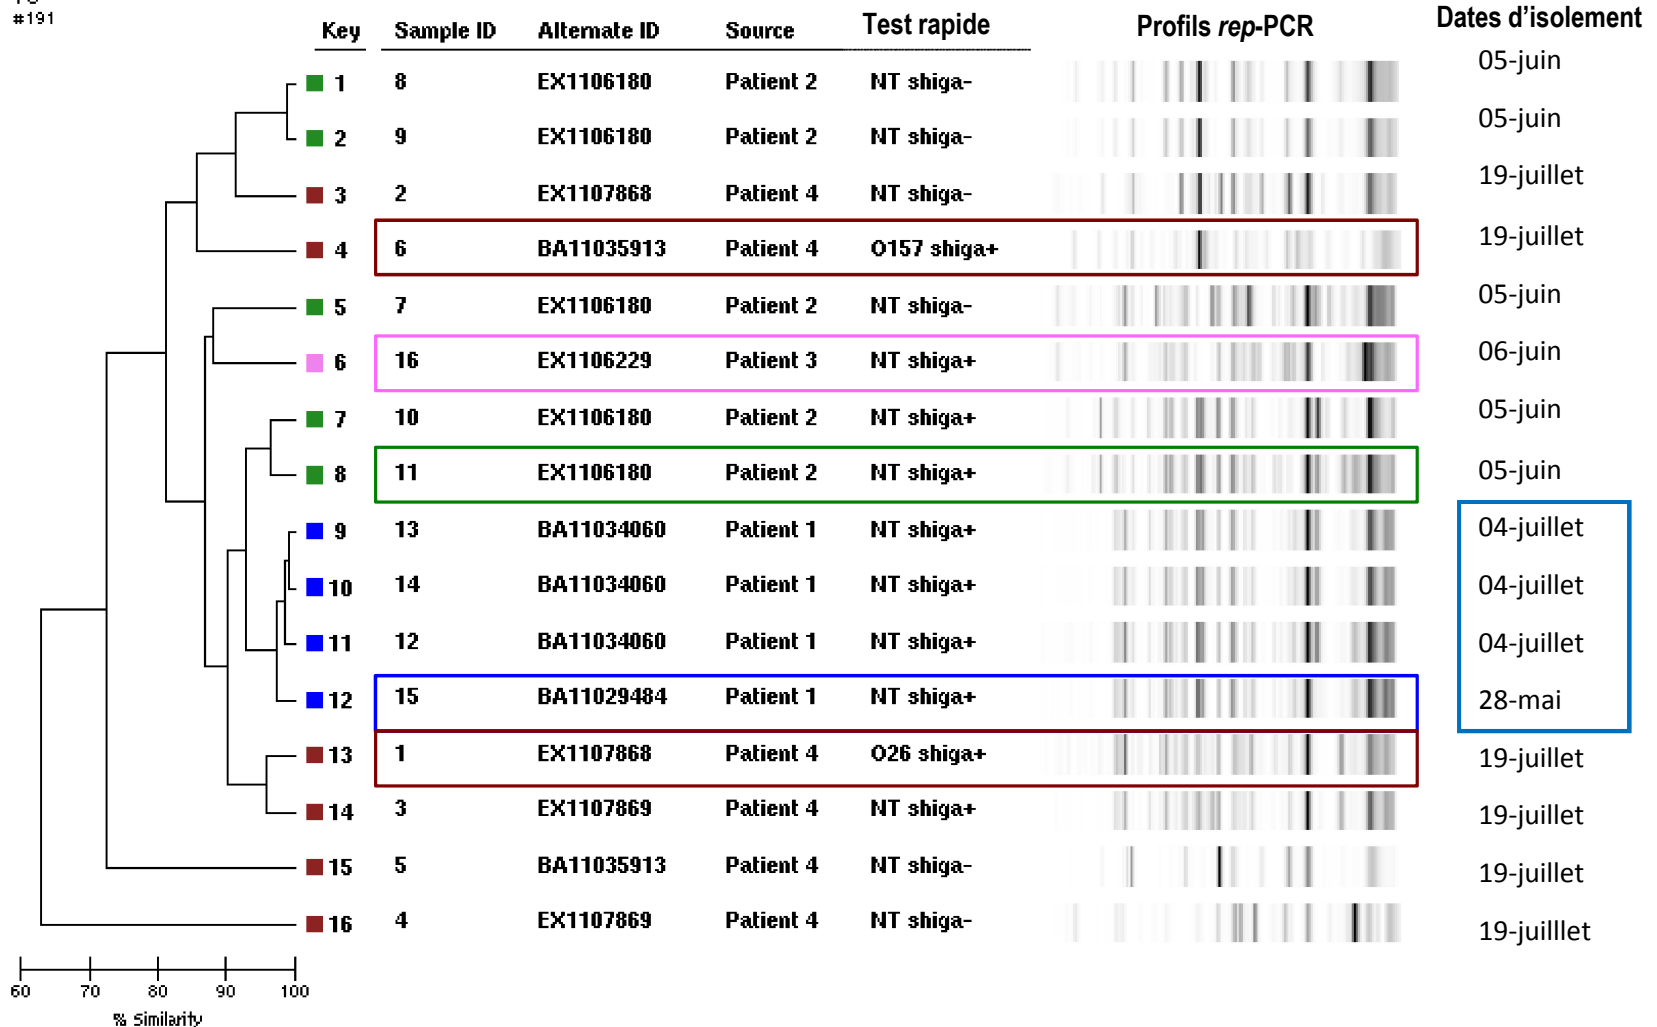 #191
Key Sample ID Alternate ID Source Test rapide Profils rep-PCR Dates d’isolement
1 8 EX1106180 Patient 2 NT shiga- 05-juin
2 9 EX1106180 Patient 2 NT shiga- 05-juin
3 2 EX1107868 Patient 4 NT shiga- 19-juillet
4 6 BA11035913 Patient 4 O157 shiga+ 19-juillet
5 7 EX1106180 Patient 2 NT shiga- 05-juin
6 16 EX1106229 Patient 3 NT shiga+ 06-juin
7 10 EX1106180 Patient 2 NT shiga+ 05-juin
8 11 EX1106180 Patient 2 NT shiga+ 05-juin
9 13 BA11034060 Patient 1 NT shiga+ 04-juillet
10 14 BA11034060 Patient 1 NT shiga+ 04-juillet
11 12 BA11034060 Patient 1 NT shiga+ 04-juillet
12 15 BA11029484 Patient 1 NT shiga+ 28-mai
13 1 EX1107868 Patient 4 O26 shiga+ 19-juillet
14 3 EX1107869 Patient 4 NT shiga+ 19-juillet
15 5 BA11035913 Patient 4 NT shiga- 19-juillet
16 4 EX1107869 Patient 4 NT shiga- 19-juilllet
60 70 80 90 100
% Similarity